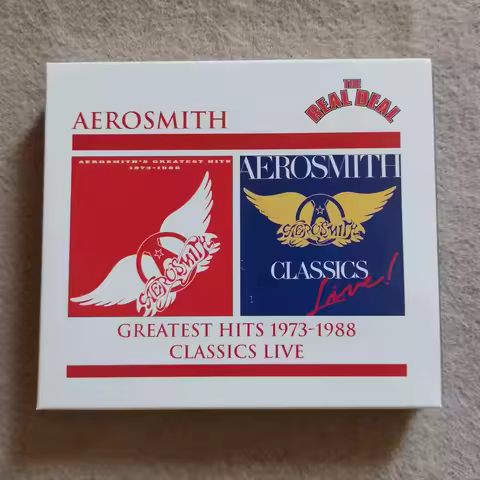 THE
REAL DEAL
AEROSMITH
AEROSMITH'S GREATEST HITS
1973-1988
AEROSMITH
AEROSMITH
AEROSMITH
CLASSICS
Live!
GREATEST HITS 1973-1988
CLASSICS LIVE